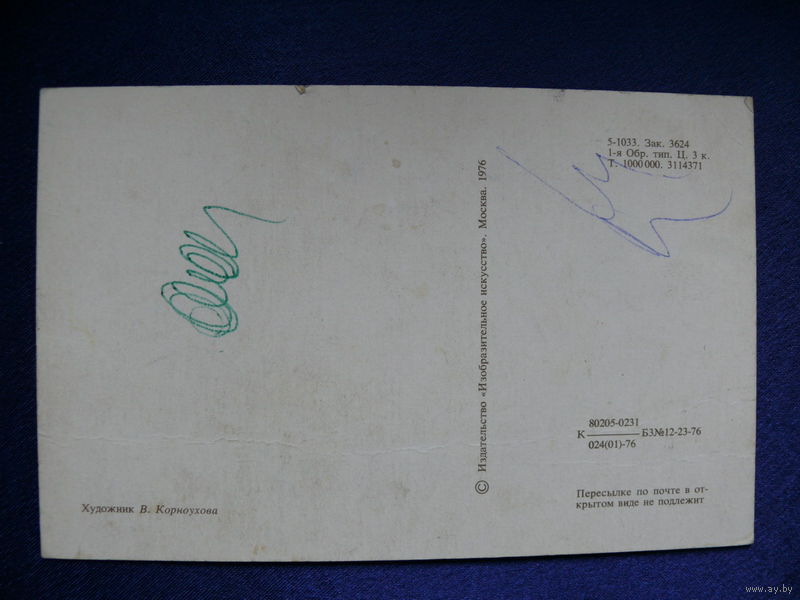 5-1033. Зак. 3624
1-я Обр. тип. Ц. 3 к.
Т. 1000 000. 3114371
© Издательство «Изобразительное искусство». Москва. 1976
80205-0231
К ——— БЗ№12-23-76
024(01)-76
Пересылке по почте в от-
крытом виде не подлежит
Художник В. Корноухова
www.ay.by